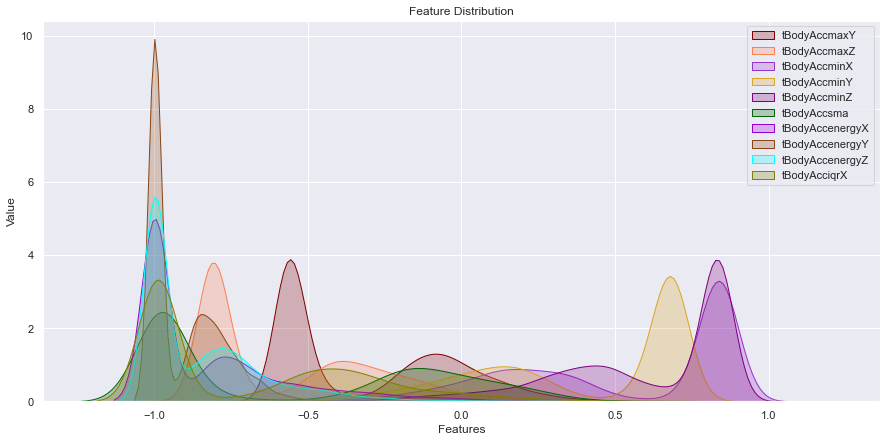 Feature Distribution
10
8
6
4
2
0
Value
tBodyAccmaxY
tBodyAccmaxZ
tBodyAccminX
tBodyAccminY
tBodyAccminZ
tBodyAccsma
tBodyAccenergyX
tBodyAccenergyY
tBodyAccenergyZ
tBodyAcciqrX
−1.0 −0.5 0.0 0.5 1.0
Features